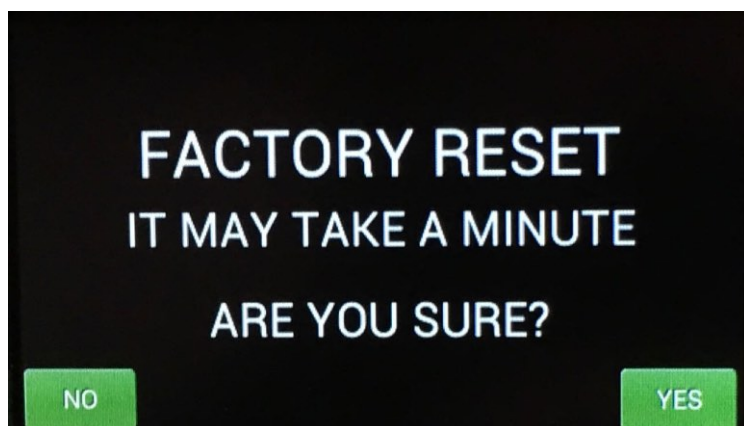 FACTORY RESET
IT MAY TAKE A MINUTE
ARE YOU SURE?
NO
YES